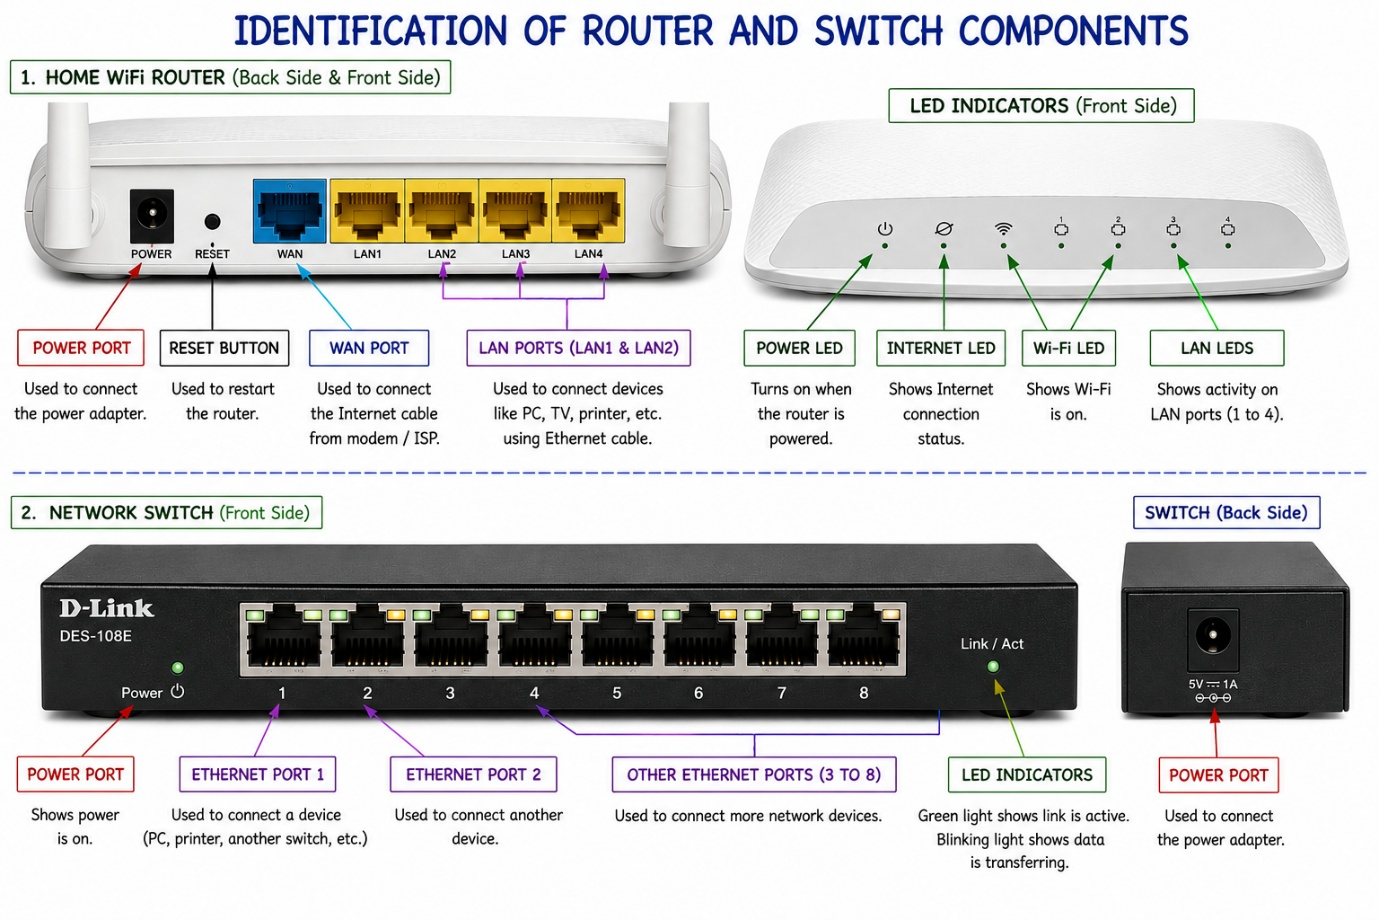 IDENTIFICATION OF ROUTER AND SWITCH COMPONENTS
1. HOME WiFi ROUTER (Back Side & Front Side)
LED INDICATORS (Front Side)
POWER
RESET
WAN
LAN1
LAN2
LAN3
LAN4
1
2
3
4
POWER PORT
Used to connect
the power adapter.
RESET BUTTON
Used to restart
the router.
WAN PORT
Used to connect
the Internet cable
from modem / ISP.
LAN PORTS (LAN1 & LAN2)
Used to connect devices
like PC, TV, printer, etc.
using Ethernet cable.
POWER LED
Turns on when
the router is
powered.
INTERNET LED
Shows Internet
connection
status.
Wi-Fi LED
Shows Wi-Fi
is on.
LAN LEDS
Shows activity on
LAN ports (1 to 4).
2. NETWORK SWITCH (Front Side)
SWITCH (Back Side)
D-Link
DES-108E
Power
1
2
3
4
5
6
7
8
Link / Act
5V 1A
POWER PORT
Shows power
is on.
ETHERNET PORT 1
Used to connect a device
(PC, printer, another switch, etc.)
ETHERNET PORT 2
Used to connect another
device.
OTHER ETHERNET PORTS (3 TO 8)
Used to connect more network devices.
LED INDICATORS
Green light shows link is active.
Blinking light shows data
is transferring.
POWER PORT
Used to connect
the power adapter.